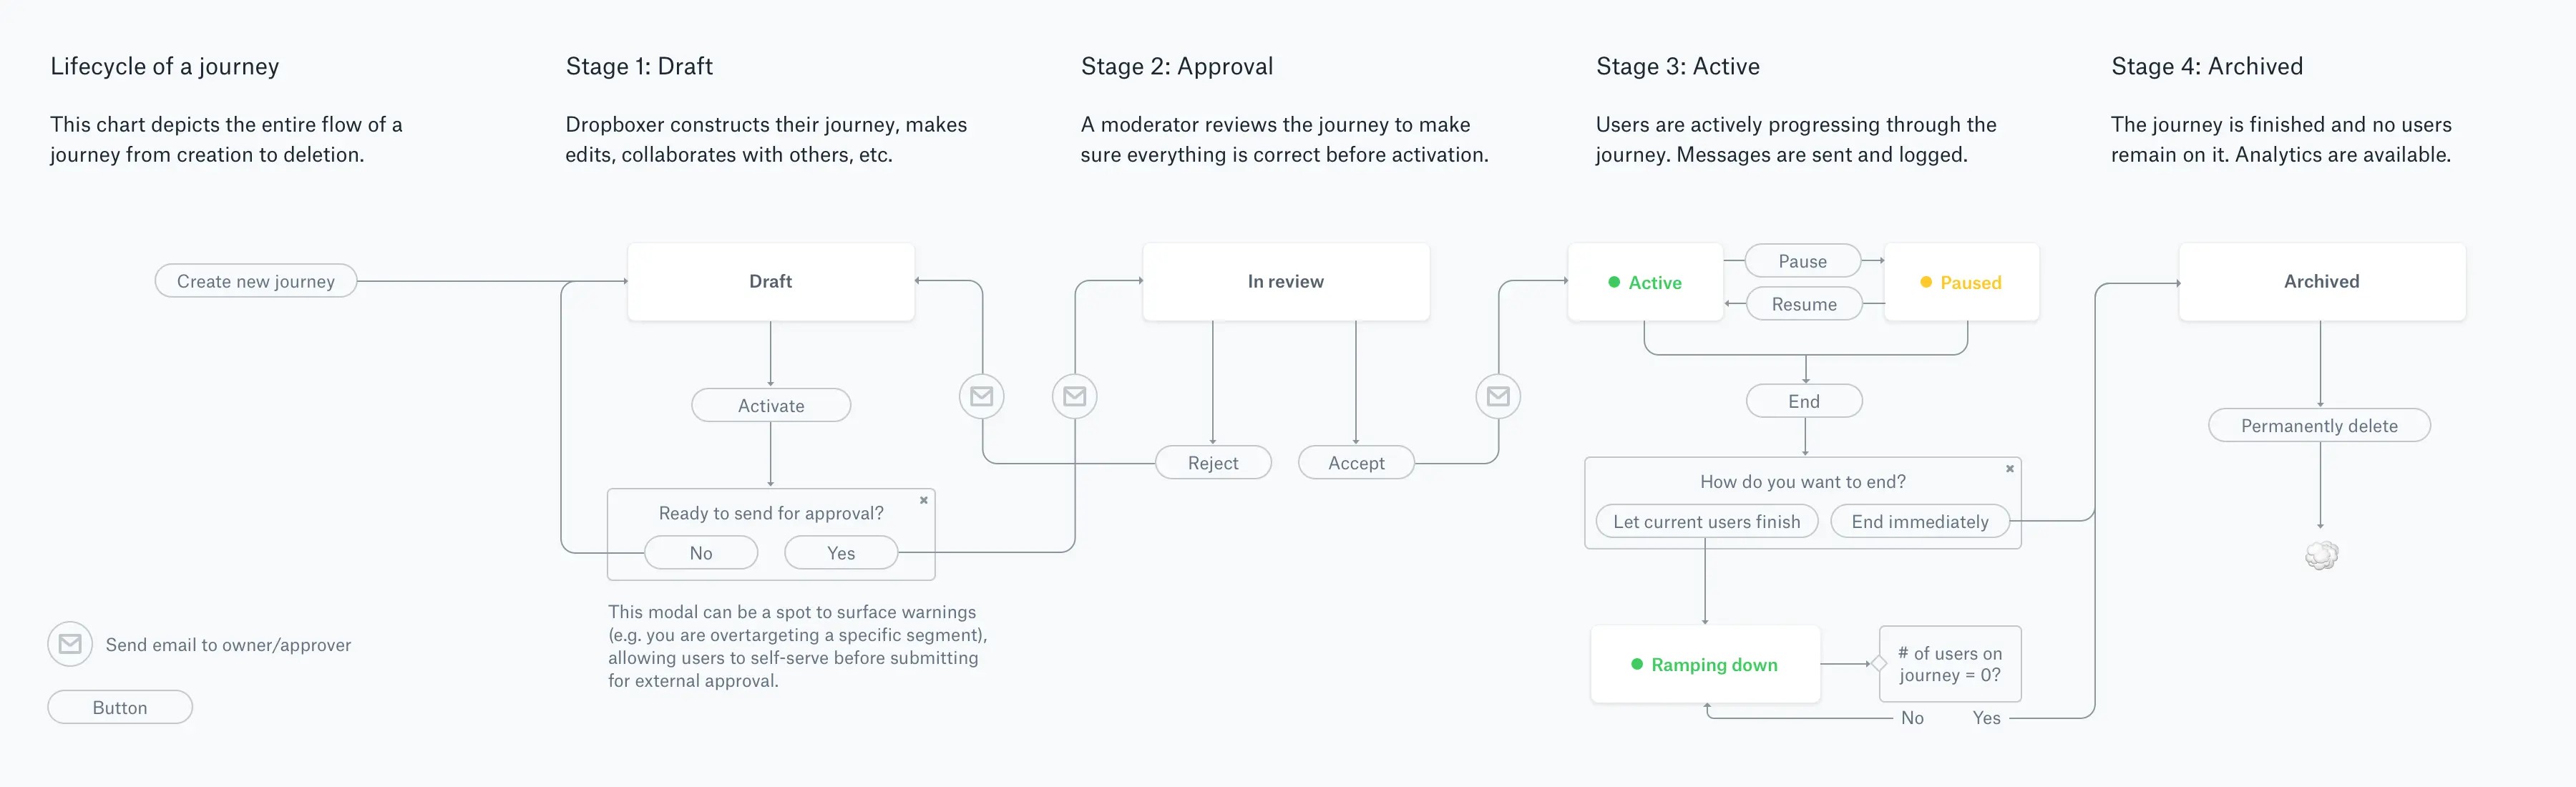 Lifecycle of a journey
This chart depicts the entire flow of a
journey from creation to deletion.
Stage 1: Draft
Dropboxer constructs their journey, makes
edits, collaborates with others, etc.
Stage 2: Approval
A moderator reviews the journey to make
sure everything is correct before activation.
Stage 3: Active
Users are actively progressing through the
journey. Messages are sent and logged.
Stage 4: Archived
The journey is finished and no users
remain on it. Analytics are available.
Create new journey
Draft
Activate
Ready to send for approval?
No
Yes
This modal can be a spot to surface warnings
(e.g. you are overtargeting a specific segment),
allowing users to self-serve before submitting
for external approval.
In review
Reject
Accept
Active
Pause
Resume
Paused
End
How do you want to end?
Let current users finish
End immediately
Ramping down
# of users on
journey = 0?
No
Yes
Archived
Permanently delete
Send email to owner/approver
Button